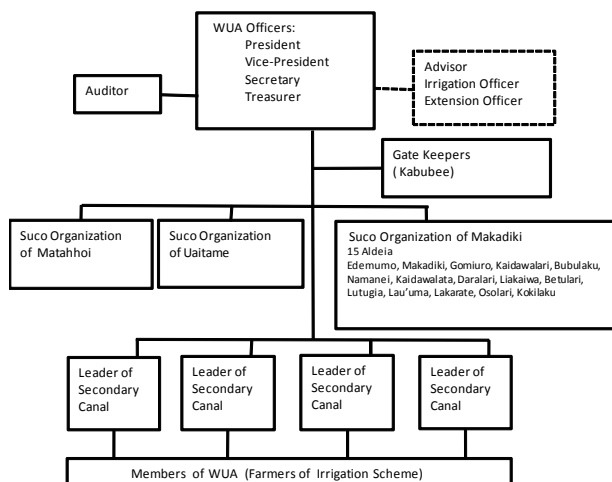 WUA Officers:
President
Vice-President
Secretary
Treasurer
Auditor
Advisor
Irrigation Officer
Extension Officer
Gate Keepers
( Kabubee)
Suco Organization
of Matahhoi
Suco Organization
of Uaitame
Suco Organization of Makadiki
15 Aldeia
Edemumo, Makadiki, Gomiuro, Kaidawalari, Bubulaku,
Namanei, Kaidawalata, Daralari, Liakaiwa, Betulari,
Lutugia, Lau'uma, Lakarate, Osolari, Kokilaku
Leader of
Secondary
Canal
Leader of
Secondary
Canal
Leader of
Secondary
Canal
Leader of
Secondary
Canal
Members of WUA (Farmers of Irrigation Scheme)